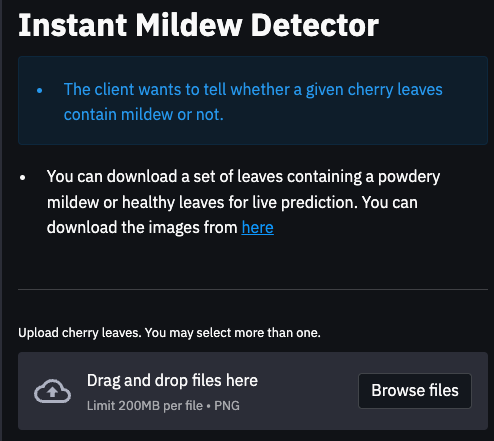 Instant Mildew Detector
• The client wants to tell whether a given cherry leaves
contain mildew or not.
• You can download a set of leaves containing a powdery
mildew or healthy leaves for live prediction. You can
download the images from here
Upload cherry leaves. You may select more than one.
Drag and drop files here
Limit 200MB per file • PNG
Browse files